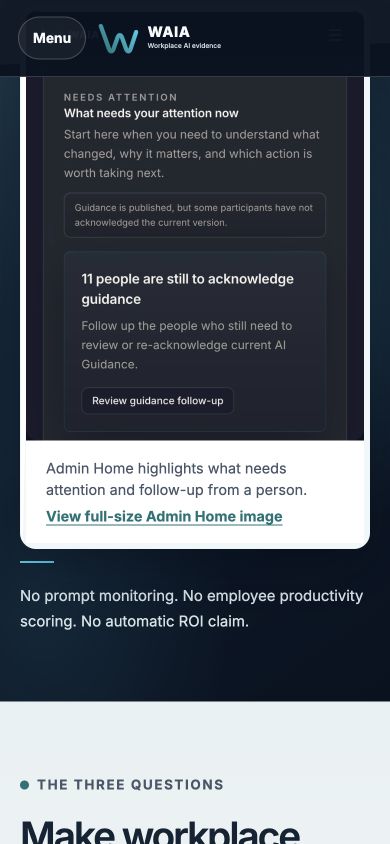 Menu
WAIA
Workplace AI evidence
NEEDS ATTENTION
What needs your attention now
Start here when you need to understand what
changed, why it matters, and which action is
worth taking next.
Guidance is published, but some participants have not
acknowledged the current version.
11 people are still to acknowledge
guidance
Follow up the people who still need to
review or re-acknowledge current AI
Guidance.
Review guidance follow-up
Admin Home highlights what needs
attention and follow-up from a person.
View full-size Admin Home image
No prompt monitoring. No employee productivity
scoring. No automatic ROI claim.
THE THREE QUESTIONS
Make workplace